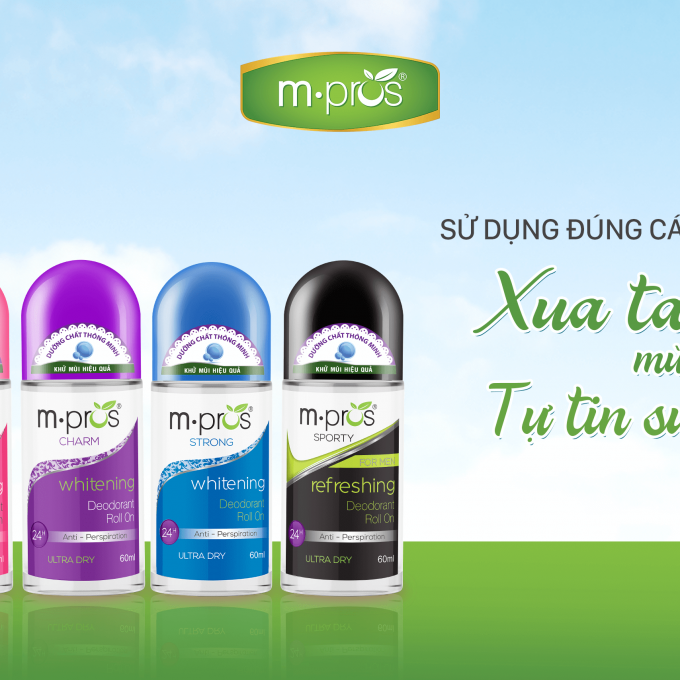 m·pros®
SỬ DỤNG ĐÚNG
Xua
Tự tin
DƯỠNG CHẤT THÔNG MINH
KHỬ MÙI HIỆU QUẢ
m·pros®
CHARM
whitening
Deodorant
Roll On
24H
Anti - Perspiration
ULTRA DRY
60ml
DƯỠNG CHẤT THÔNG MINH
KHỬ MÙI HIỆU QUẢ
m·pros®
STRONG
whitening
Deodorant
Roll On
24H
Anti - Perspiration
ULTRA DRY
60ml
DƯỠNG CHẤT THÔNG MINH
KHỬ MÙI HIỆU QUẢ
m·pros®
SPORTY
FOR MEN
refreshing
Deodorant
Roll On
24H
Anti - Perspiration
ULTRA DRY
60ml